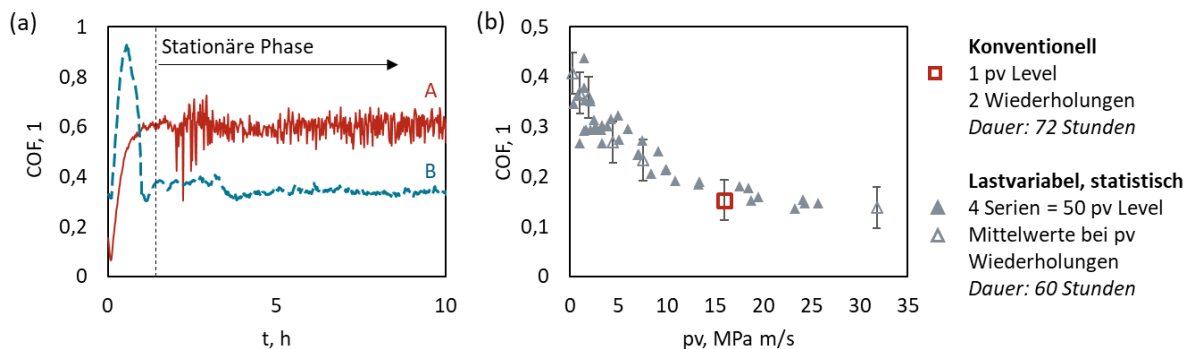 (a)
1
0,8
0,6
0,4
0,2
0
COF, 1
Stationäre Phase
A
B
0
5
10
t, h
(b)
0,5
0,4
0,3
0,2
0,1
0
COF, 1
0
5
10
15
20
25
30
35
pv, MPa m/s
Konventionell
1 pv Level
2 Wiederholungen
Dauer: 72 Stunden
Lastvariabel, statistisch
4 Serien = 50 pv Level
Mittelwerte bei pv
Wiederholungen
Dauer: 60 Stunden